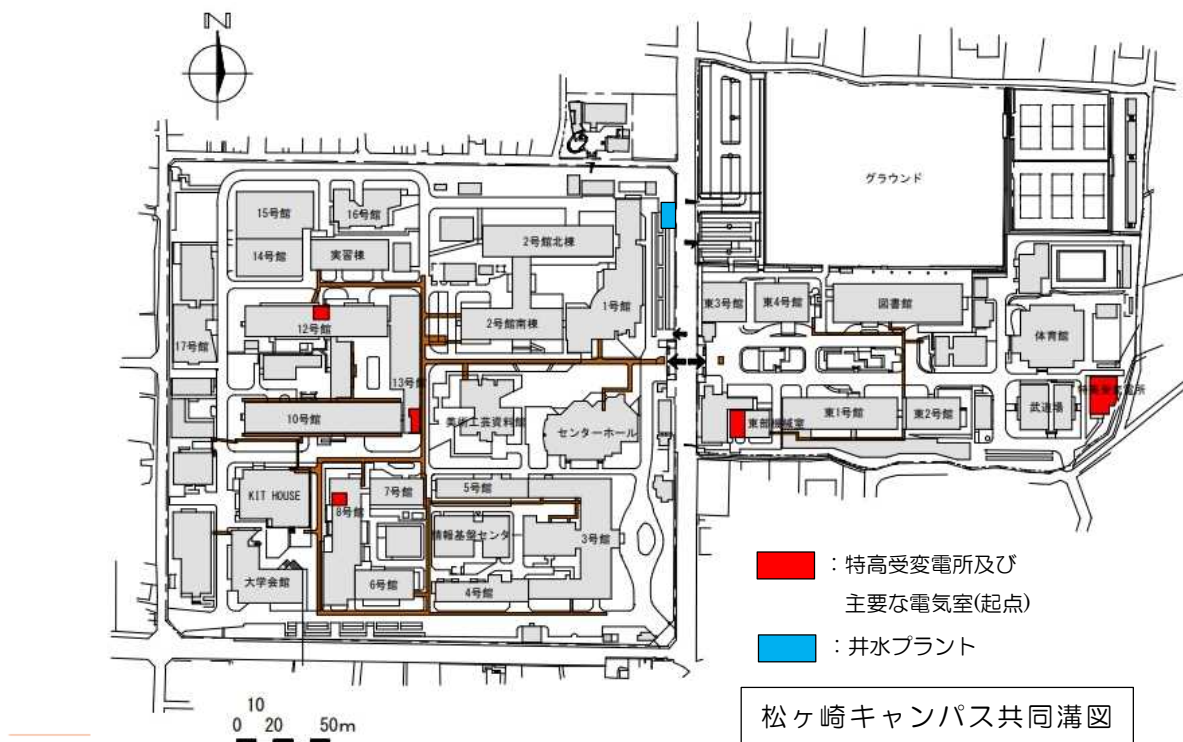 N
グラウンド
15号館
16号館
14号館
実習棟
2号館北棟
1号館
東3号館
東4号館
図書館
12号館
2号館南棟
17号館
体育館
13号館
特高受変電所
10号館
美術工芸資料館
センターホール
東部機械室
東1号館
東2号館
武道場
KIT HOUSE
7号館
5号館
8号館
情報基盤センタ
3号館
大学会館
6号館
4号館
：特高受変電所及び
主要な電気室(起点)
：井水プラント
松ヶ崎キャンパス共同溝図
10
0 20 50m